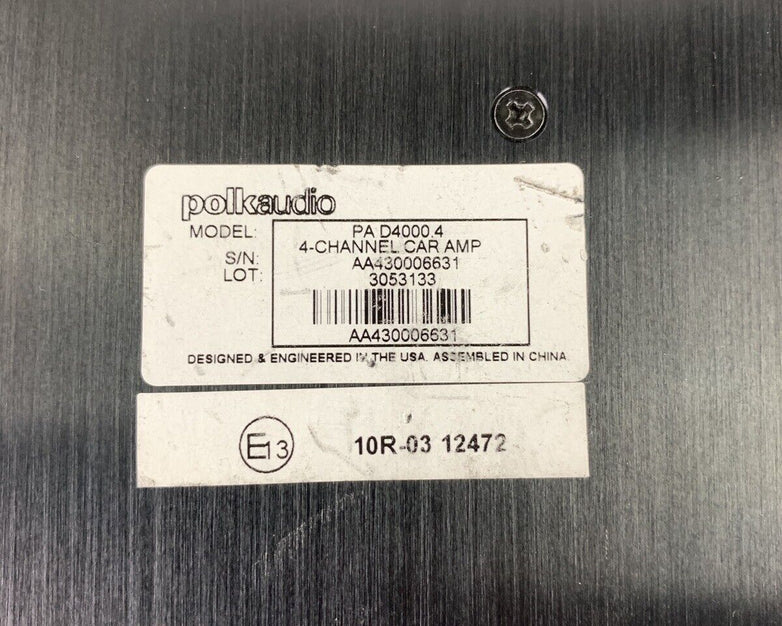 polkaudio
MODEL: PA D4000.4
4-CHANNEL CAR AMP
S/N: AA430006631
LOT: 3053133
AA430006631
DESIGNED & ENGINEERED IN THE USA. ASSEMBLED IN CHINA.
E13 10R-03 12472